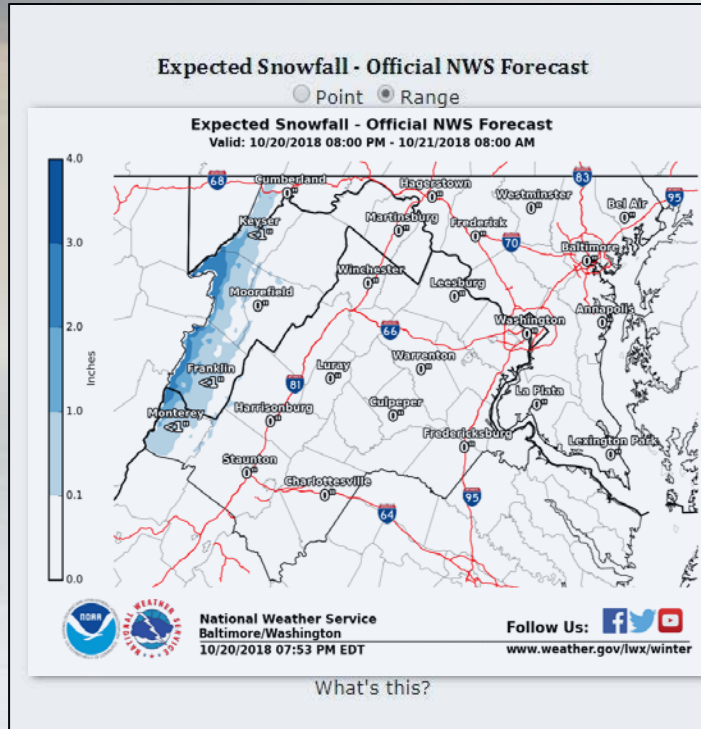 Expected Snowfall - Official NWS Forecast
Point Range
Expected Snowfall - Official NWS Forecast
Valid: 10/20/2018 08:00 PM - 10/21/2018 08:00 AM
4.0
3.0
2.0
1.0
0.1
0.0
Inches
68
83
95
Cumberland
0"
Hagerstown
0"
Westminster
0"
Bel Air
0"
Keyser
<1"
Martinsburg
0"
Frederick
0"
70
Baltimore
0"
Winchester
0"
Leesburg
0"
Moorefield
0"
Annapolis
0"
Washington
0"
66
Luray
0"
Warrenton
0"
Franklin
<1"
81
La Plata
0"
Culpeper
0"
Monterey
<1"
Harrisonburg
0"
Fredericksburg
0"
Lexington Park
0"
Staunton
0"
Charlottesville
0"
95
64
NOAA
NATIONAL WEATHER SERVICE
National Weather Service
Baltimore/Washington
10/20/2018 07:53 PM EDT
Follow Us:
www.weather.gov/lwx/winter
What's this?